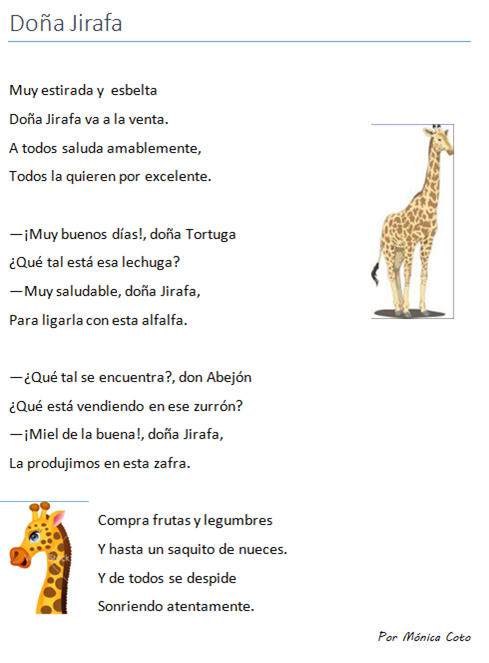 Doña Jirafa
Muy estirada y esbelta
Doña Jirafa va a la venta.
A todos saluda amablemente,
Todos la quieren por excelente.
—¡Muy buenos días!, doña Tortuga
¿Qué tal está esa lechuga?
—Muy saludable, doña Jirafa,
Para ligarla con esta alfalfa.
—¿Qué tal se encuentra?, don Abejón
¿Qué está vendiendo en ese zurrón?
—¡Miel de la buena!, doña Jirafa,
La produjimos en esta zafra.
Compra frutas y legumbres
Y hasta un saquito de nueces.
Y de todos se despide
Sonriendo atentamente.
Por Mónica Coto